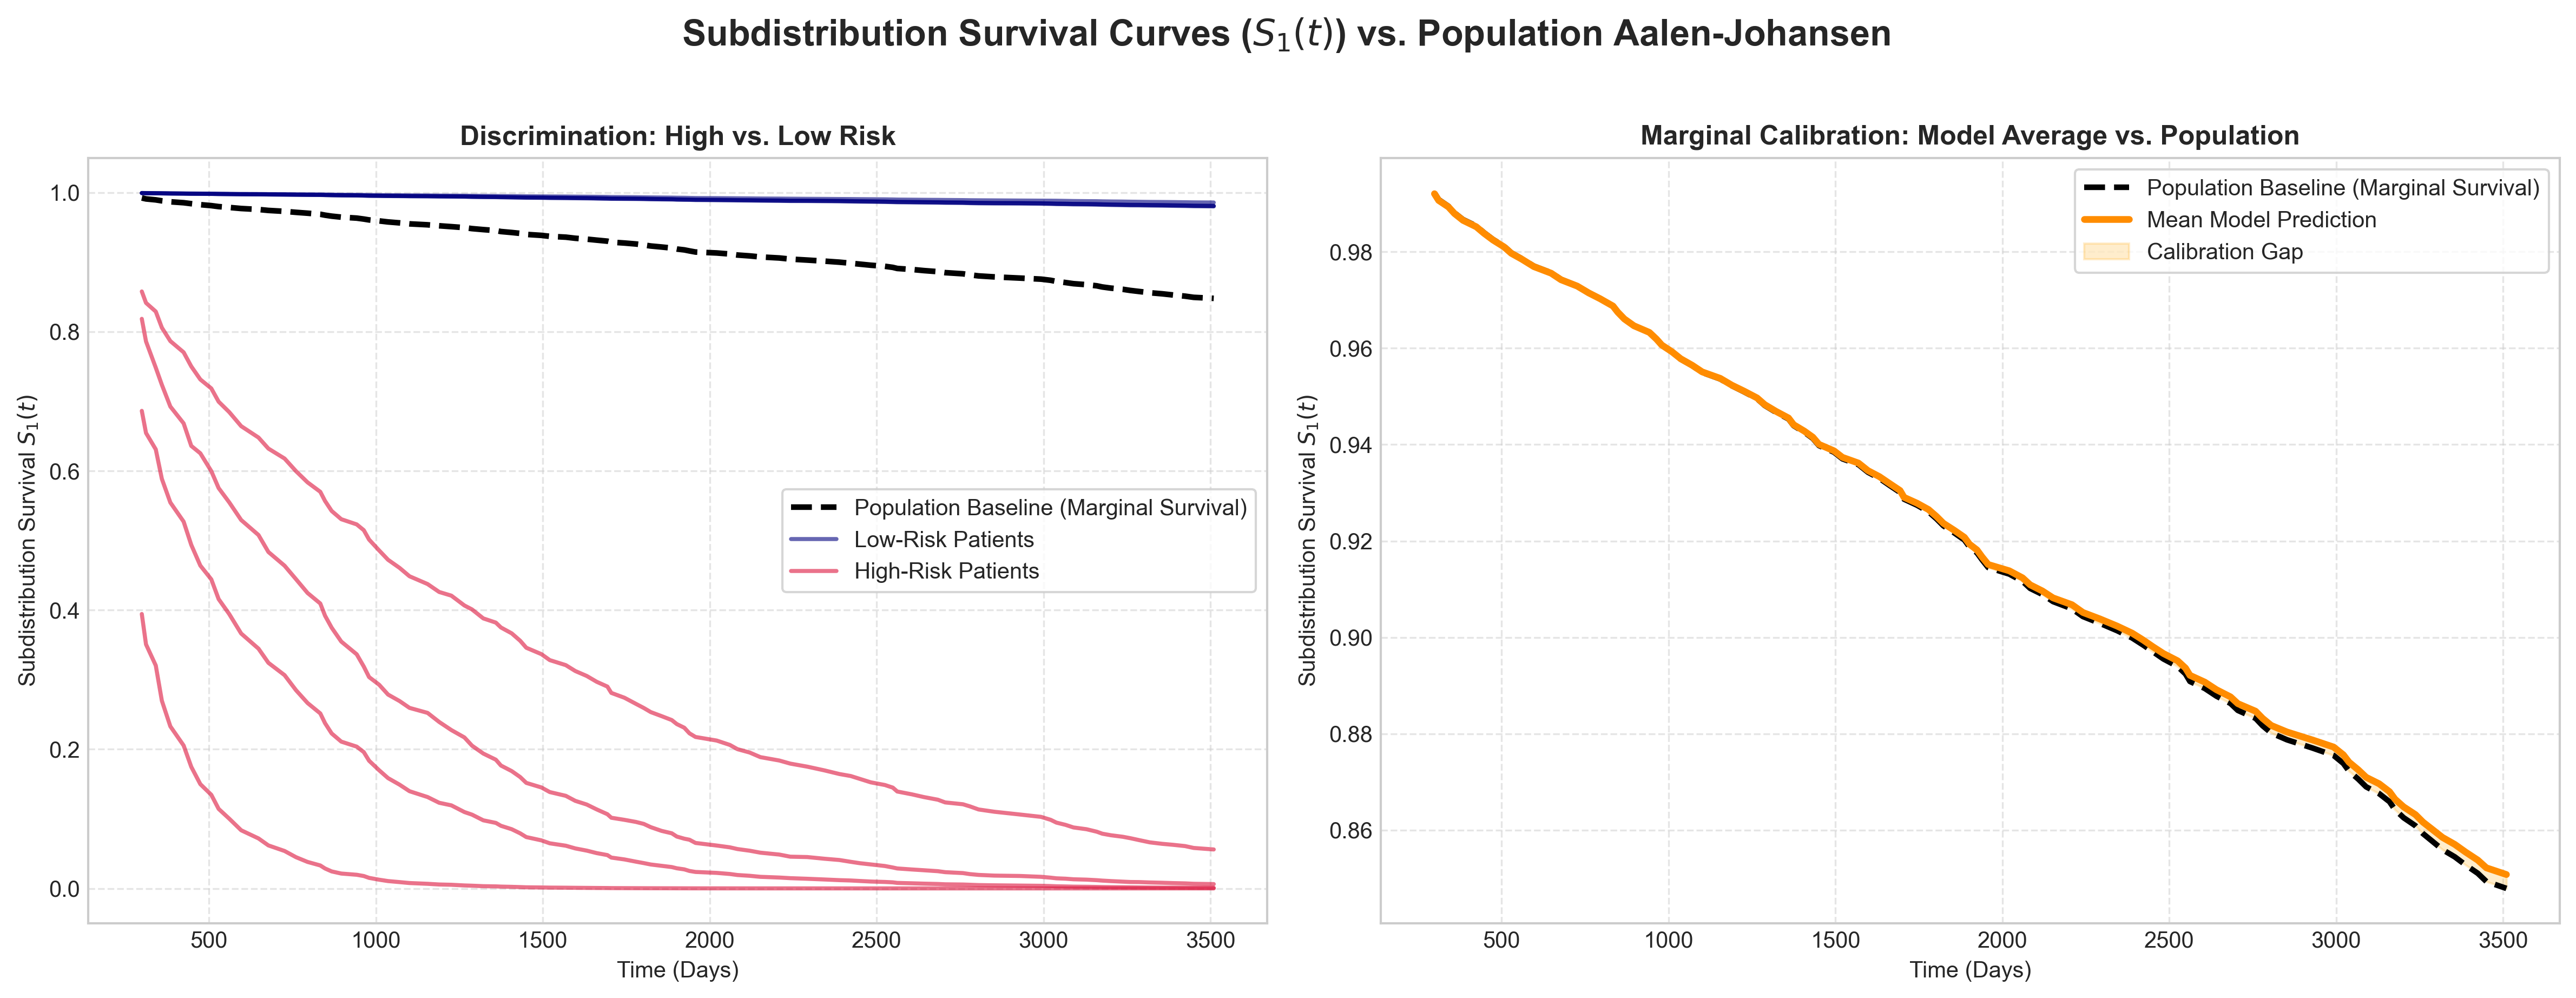 Subdistribution Survival Curves (S₁(t)) vs. Population Aalen-Johansen
Discrimination: High vs. Low Risk
Subdistribution Survival S₁(t)
1.0
0.8
0.6
0.4
0.2
0.0
Population Baseline (Marginal Survival)
Low-Risk Patients
High-Risk Patients
500 1000 1500 2000 2500 3000 3500
Time (Days)
Marginal Calibration: Model Average vs. Population
Subdistribution Survival S₁(t)
0.98
0.96
0.94
0.92
0.90
0.88
0.86
Population Baseline (Marginal Survival)
Mean Model Prediction
Calibration Gap
500 1000 1500 2000 2500 3000 3500
Time (Days)